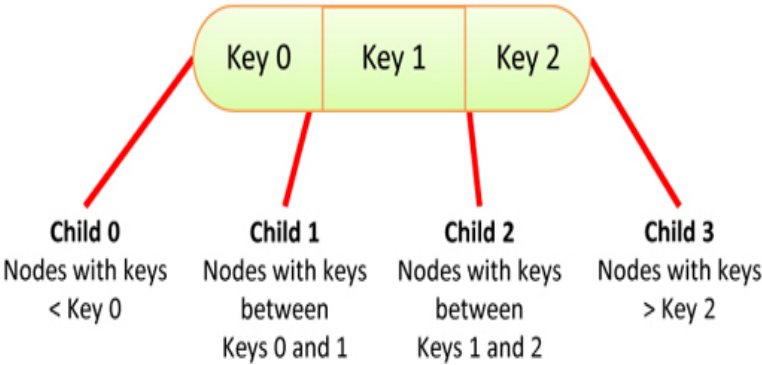 Key 0 Key 1 Key 2
Child 0 Child 1 Child 2 Child 3
Nodes with keys Nodes with keys Nodes with keys Nodes with keys
< Key 0 between between > Key 2
Keys 0 and 1 Keys 1 and 2